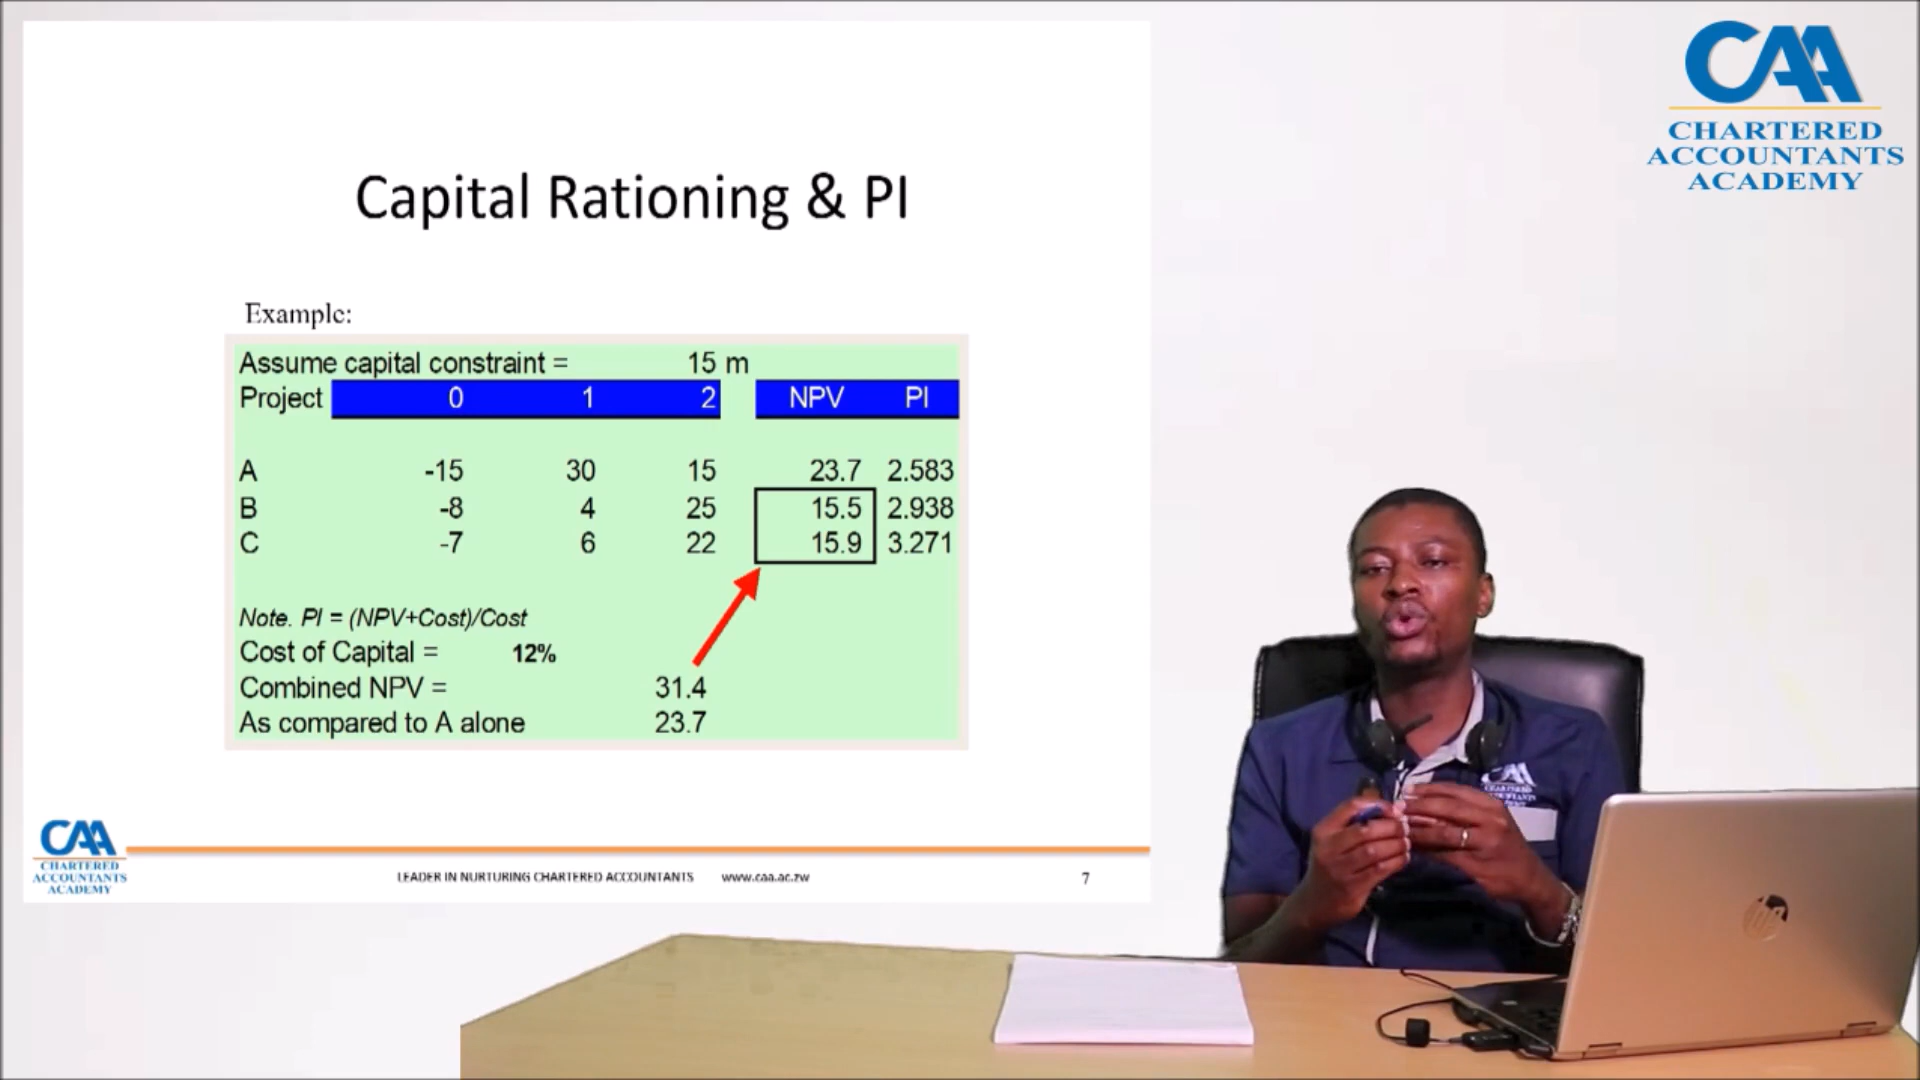 CAA
CHARTERED
ACCOUNTANTS
ACADEMY
Capital Rationing & PI
Example:
Assume capital constraint = 15 m
Project 0 1 2 NPV PI
A -15 30 15 23.7 2.583
B -8 4 25 15.5 2.938
C -7 6 22 15.9 3.271
Note. PI = (NPV+Cost)/Cost
Cost of Capital = 12%
Combined NPV = 31.4
As compared to A alone 23.7
CAA
CHARTERED
ACCOUNTANTS
ACADEMY
LEADER IN NURTURING CHARTERED ACCOUNTANTS www.caa.ac.zw 7
CAA
hp